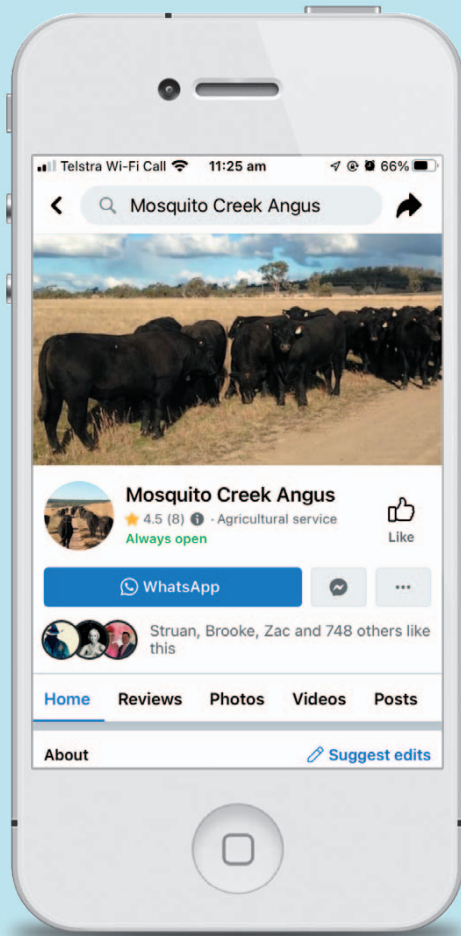 Telstra Wi-Fi Call 11:25 am 66%
Mosquito Creek Angus
Mosquito Creek Angus
4.5 (8) · Agricultural service
Always open
Like
WhatsApp
Struan, Brooke, Zac and 748 others like
this
Home Reviews Photos Videos Posts
About Suggest edits